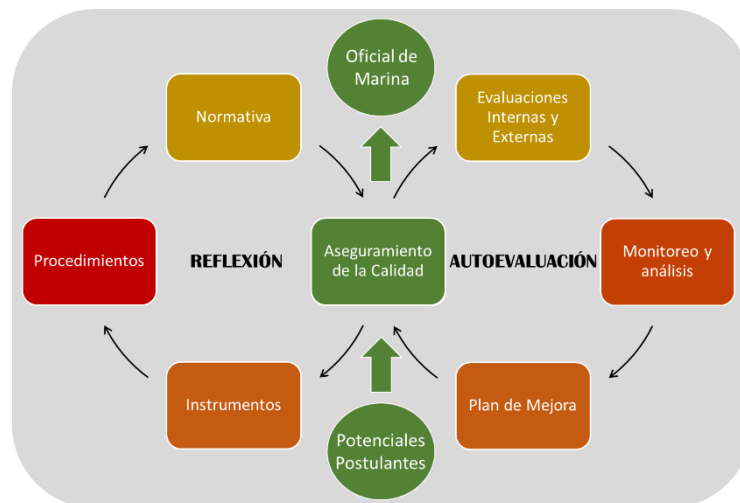 Oficial de
Marina
Normativa
Evaluaciones
Internas y
Externas
Procedimientos
REFLEXIÓN
Aseguramiento
de la Calidad
AUTOEVALUACIÓN
Monitoreo y
análisis
Instrumentos
Plan de Mejora
Potenciales
Postulantes